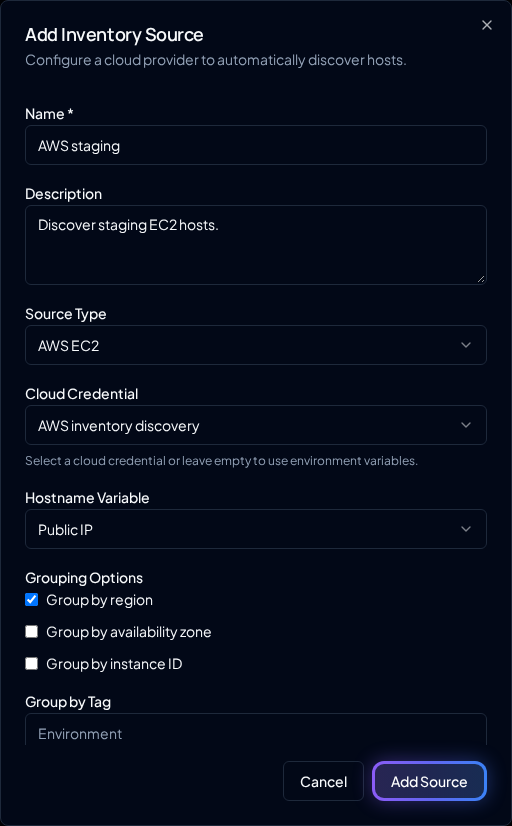 Add Inventory Source
Configure a cloud provider to automatically discover hosts.
Name *
AWS staging
Description
Discover staging EC2 hosts.
Source Type
AWS EC2
Cloud Credential
AWS inventory discovery
Select a cloud credential or leave empty to use environment variables.
Hostname Variable
Public IP
Grouping Options
Group by region
Group by availability zone
Group by instance ID
Group by Tag
Environment
Cancel
Add Source